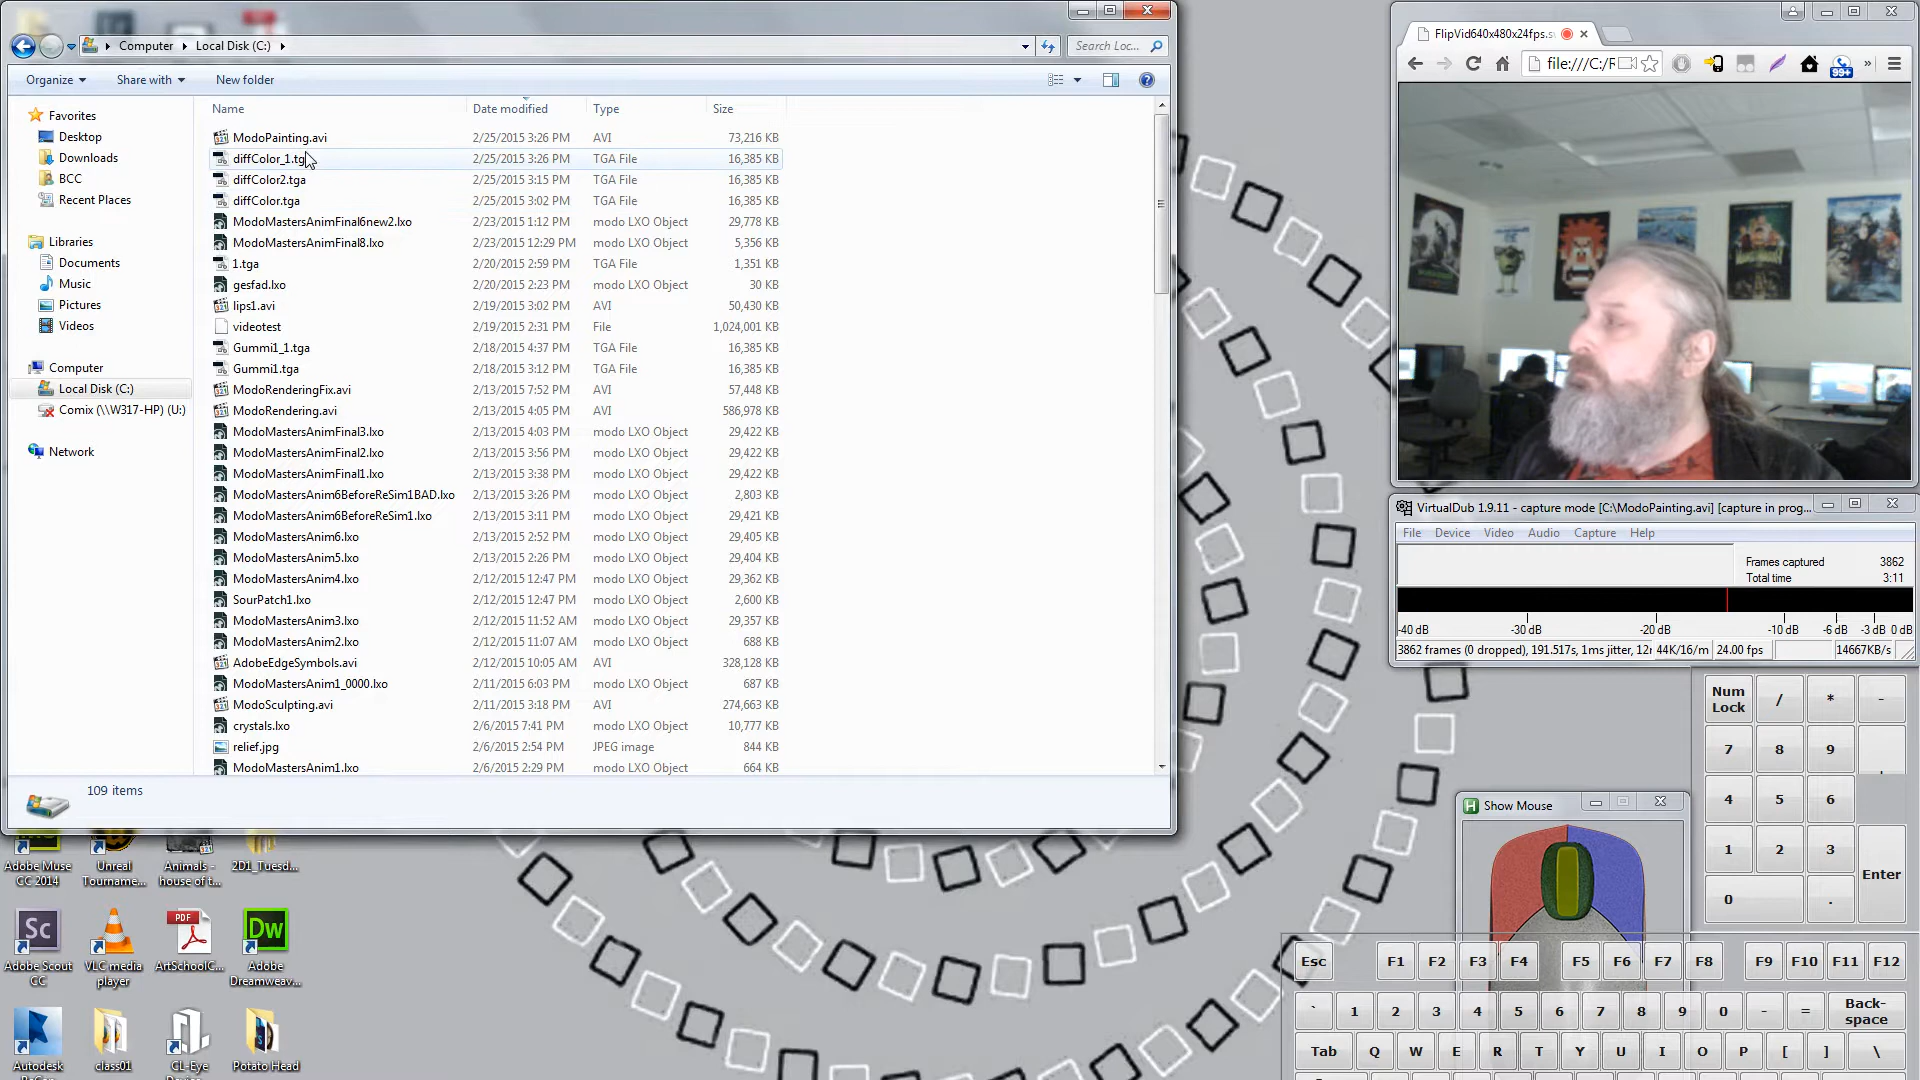 Computer
Local Disk (C:)
Search Loc...
Organize
Share with
New folder
Name
Date modified
Type
Size
Favorites
Desktop
Downloads
BCC
Recent Places
Libraries
Documents
Music
Pictures
Videos
Computer
Local Disk (C:)
Comix (\\W317-HP) (U:)
Network
ModoPainting.avi 2/25/2015 3:26 PM AVI 73,216 KB
diffColor_1.tg 2/25/2015 3:26 PM TGA File 16,385 KB
diffColor2.tga 2/25/2015 3:15 PM TGA File 16,385 KB
diffColor.tga 2/25/2015 3:02 PM TGA File 16,385 KB
ModoMastersAnimFinal6new2.lxo 2/23/2015 1:12 PM modo LXO Object 29,778 KB
ModoMastersAnimFinal8.lxo 2/23/2015 12:29 PM modo LXO Object 5,356 KB
1.tga 2/20/2015 2:59 PM TGA File 1,351 KB
gesfad.lxo 2/20/2015 2:23 PM modo LXO Object 30 KB
lips1.avi 2/19/2015 3:02 PM AVI 50,430 KB
videotest 2/19/2015 2:31 PM File 1,024,001 KB
Gummi1_1.tga 2/18/2015 4:37 PM TGA File 16,385 KB
Gummi1.tga 2/18/2015 3:12 PM TGA File 16,385 KB
ModoRenderingFix.avi 2/13/2015 7:52 PM AVI 57,448 KB
ModoRendering.avi 2/13/2015 4:05 PM AVI 586,978 KB
ModoMastersAnimFinal3.lxo 2/13/2015 4:03 PM modo LXO Object 29,422 KB
ModoMastersAnimFinal2.lxo 2/13/2015 3:56 PM modo LXO Object 29,422 KB
ModoMastersAnimFinal1.lxo 2/13/2015 3:38 PM modo LXO Object 29,422 KB
ModoMastersAnim6BeforeReSim1BAD.lxo 2/13/2015 3:26 PM modo LXO Object 2,803 KB
ModoMastersAnim6BeforeReSim1.lxo 2/13/2015 3:11 PM modo LXO Object 29,421 KB
ModoMastersAnim6.lxo 2/13/2015 2:52 PM modo LXO Object 29,405 KB
ModoMastersAnim5.lxo 2/13/2015 2:26 PM modo LXO Object 29,404 KB
ModoMastersAnim4.lxo 2/12/2015 12:47 PM modo LXO Object 29,362 KB
SourPatch1.lxo 2/12/2015 12:47 PM modo LXO Object 2,600 KB
ModoMastersAnim3.lxo 2/12/2015 11:52 AM modo LXO Object 29,357 KB
ModoMastersAnim2.lxo 2/12/2015 11:07 AM modo LXO Object 688 KB
AdobeEdgeSymbols.avi 2/12/2015 10:05 AM AVI 328,128 KB
ModoMastersAnim1_0000.lxo 2/11/2015 6:03 PM modo LXO Object 687 KB
ModoSculpting.avi 2/11/2015 3:18 PM AVI 274,663 KB
crystals.lxo 2/6/2015 7:41 PM modo LXO Object 10,777 KB
relief.jpg 2/6/2015 2:54 PM JPEG image 844 KB
ModoMastersAnim1.lxo 2/6/2015 2:29 PM modo LXO Object 664 KB
109 items
Adobe Muse
CC 2014
Unreal
Tourname...
Animals -
house of t...
2D1_Tuesd...
Sc
PDF
Dw
Adobe Scout
CC
VLC media
player
ArtSchoolC...
Adobe
Dreamweav...
Autodesk
class01
CL-Eye
Potato Head
FlipVid640x480x24fps.s
file:///C:/F
99+
VirtualDub 1.9.11 - capture mode [C:\ModoPainting.avi] [capture in prog...
File Device Video Audio Capture Help
Frames captured 3862
Total time 3:11
-40 dB -30 dB -20 dB -10 dB -6 dB -3 dB 0 dB
3862 frames (0 dropped), 191.517s, 1ms jitter, 12r 44K/16/m 24.00 fps 14667KB/s
Num
Lock
/ * -
7 8 9
4 5 6
1 2 3
Enter
0 .
Show Mouse
Esc F1 F2 F3 F4 F5 F6 F7 F8 F9 F10 F11 F12
` 1 2 3 4 5 6 7 8 9 0 - = Back-
space
Tab Q W E R T Y U I O P [ ] \